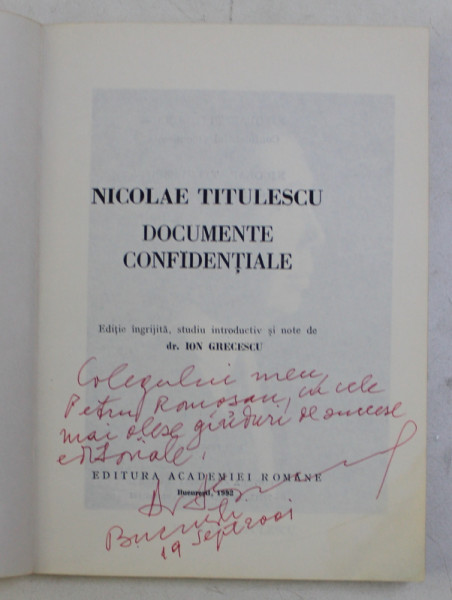 NICOLAE TITULESCU
DOCUMENTE
CONFIDENȚIALE
Ediție îngrijită, studiu introductiv și note de
dr. ION GRECESCU
Colegului meu,
Petru Romoșan, cu cele
mai alese gânduri de succese
editoriale.
EDITURA ACADEMIEI ROMÂNE
București, 1992
București
19 sept 2001